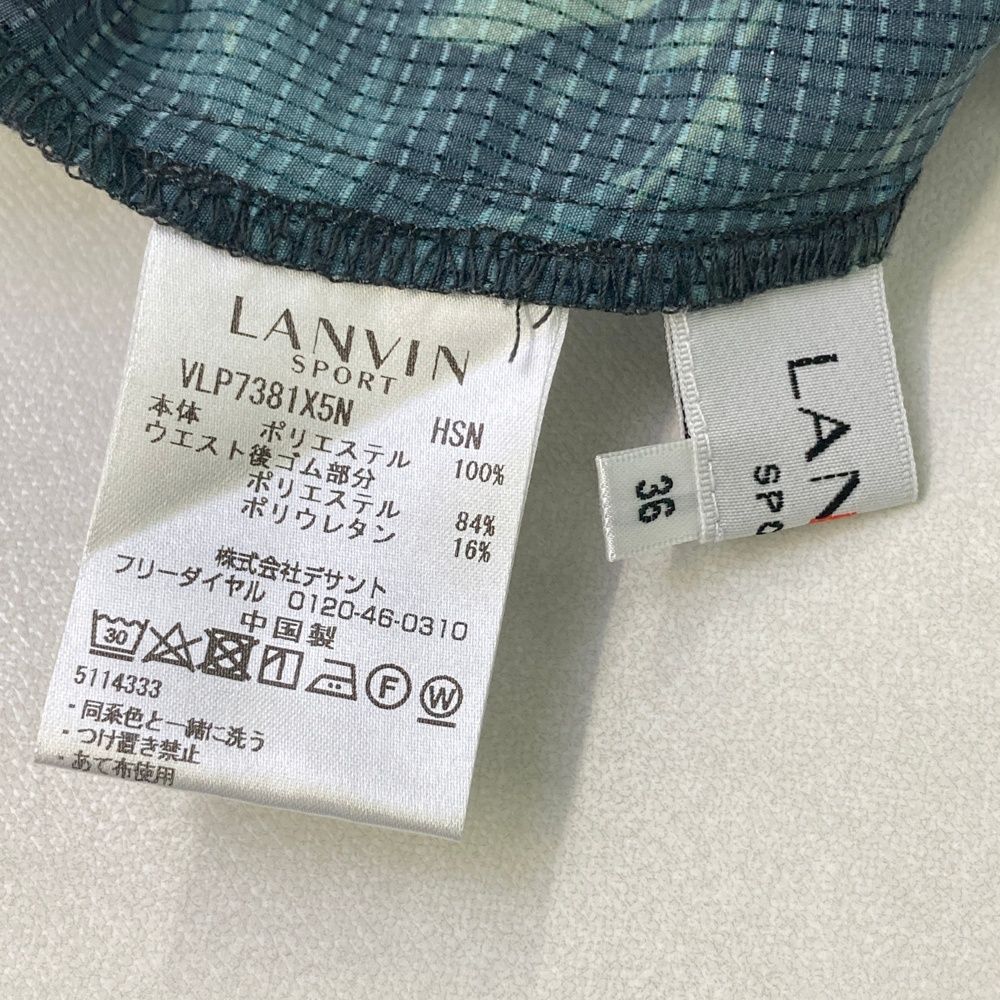 LANVIN
SPORT
VLP7381X5N HSN
本体 ポリエステル 100%
ウエスト後ゴム部分
ポリエステル 84%
ポリウレタン 16%
株式会社デサント
フリーダイヤル 0120-46-0310
中国製
30
F
W
5114333
・同系色と一緒に洗う
・つけ置き禁止
・あて布使用
36
LAN
SPO